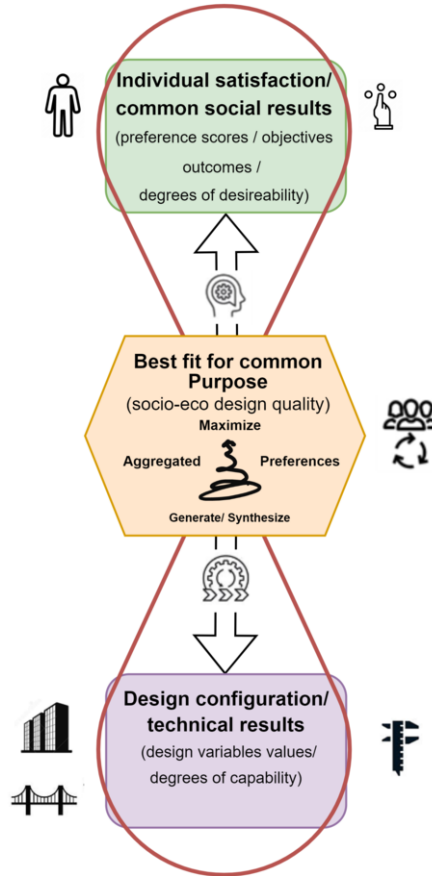 Individual satisfaction/
common social results
(preference scores / objectives
outcomes /
degrees of desireability)
Best fit for common
Purpose
(socio-eco design quality)
Maximize
Aggregated Preferences
Generate/ Synthesize
Design configuration/
technical results
(design variables values/
degrees of capability)